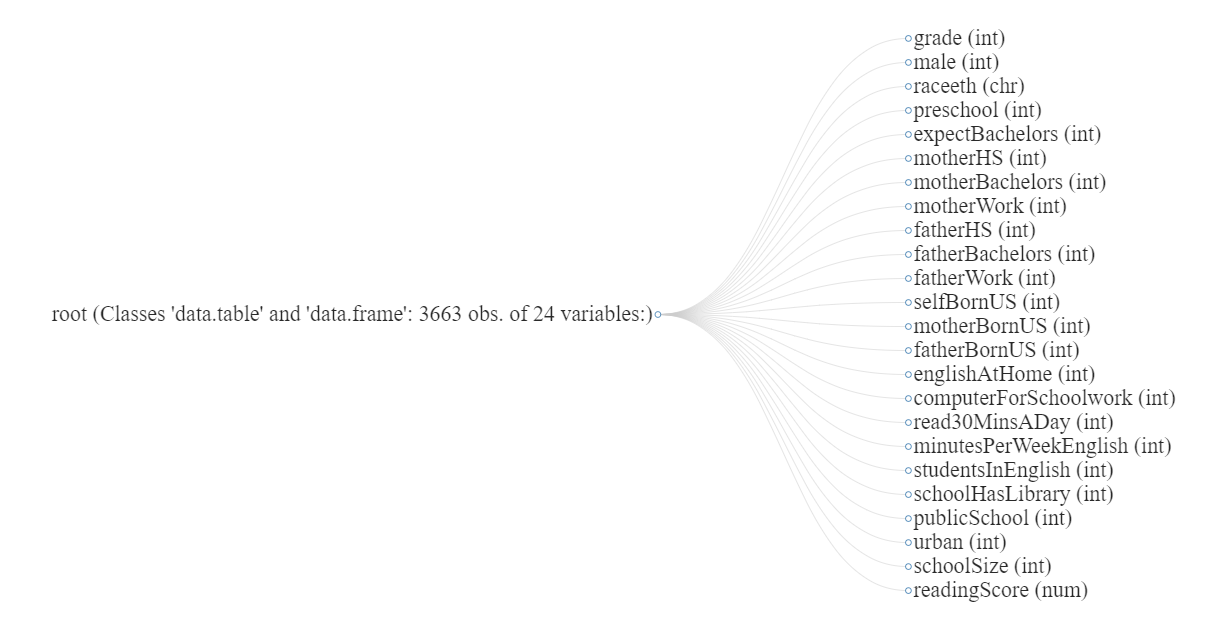 root (Classes 'data.table' and 'data.frame': 3663 obs. of 24 variables:)
grade (int)
male (int)
raceeth (chr)
preschool (int)
expectBachelors (int)
motherHS (int)
motherBachelors (int)
motherWork (int)
fatherHS (int)
fatherBachelors (int)
fatherWork (int)
selfBornUS (int)
motherBornUS (int)
fatherBornUS (int)
englishAtHome (int)
computerForSchoolwork (int)
read30MinsADay (int)
minutesPerWeekEnglish (int)
studentsInEnglish (int)
schoolHasLibrary (int)
publicSchool (int)
urban (int)
schoolSize (int)
readingScore (num)